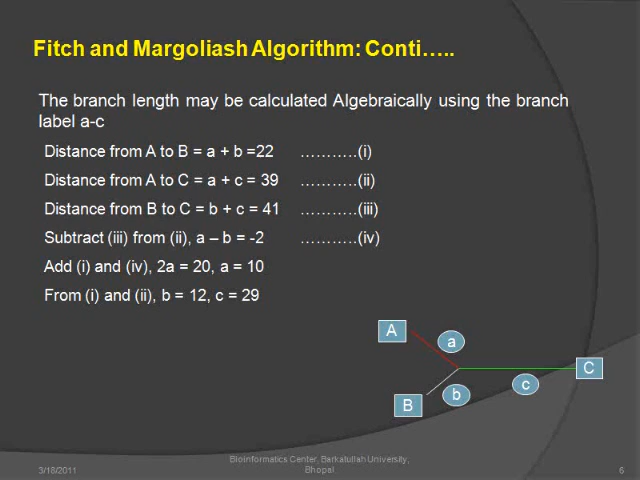 Fitch and Margoliash Algorithm: Conti…..
The branch length may be calculated Algebraically using the branch
label a-c
Distance from A to B = a + b =22 ………..(i)
Distance from A to C = a + c = 39 ………..(ii)
Distance from B to C = b + c = 41 ………..(iii)
Subtract (iii) from (ii), a – b = -2 ………..(iv)
Add (i) and (iv), 2a = 20, a = 10
From (i) and (ii), b = 12, c = 29
A
a
C
c
b
B
Bioinformatics Center, Barkatullah University,
3/18/2011 Bhopal 6